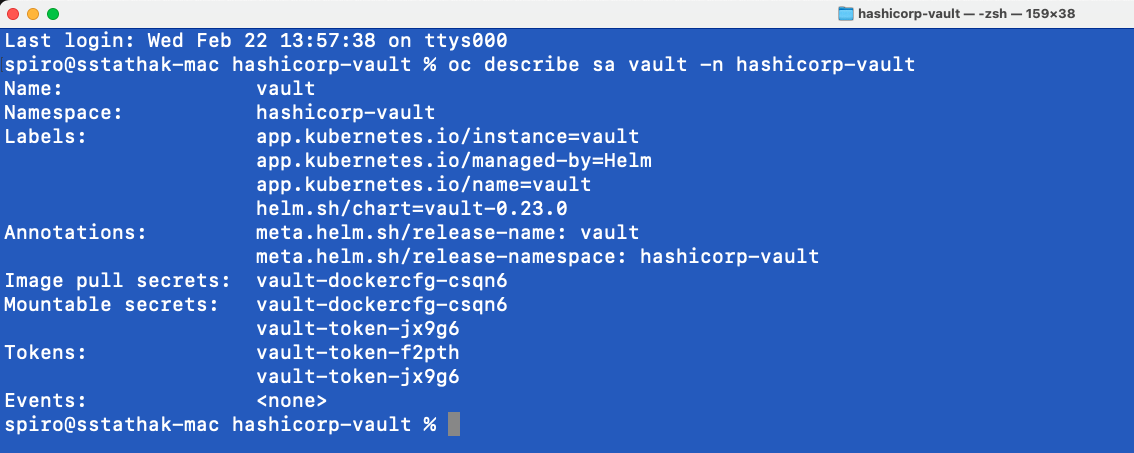 hashicorp-vault — -zsh — 159×38
Last login: Wed Feb 22 13:57:38 on ttys000
spiro@sstathak-mac hashicorp-vault % oc describe sa vault -n hashicorp-vault
Name:                vault
Namespace:           hashicorp-vault
Labels:              app.kubernetes.io/instance=vault
                     app.kubernetes.io/managed-by=Helm
                     app.kubernetes.io/name=vault
                     helm.sh/chart=vault-0.23.0
Annotations:         meta.helm.sh/release-name: vault
                     meta.helm.sh/release-namespace: hashicorp-vault
Image pull secrets:  vault-dockercfg-csqn6
Mountable secrets:   vault-dockercfg-csqn6
                     vault-token-jx9g6
Tokens:              vault-token-f2pth
                     vault-token-jx9g6
Events:              <none>
spiro@sstathak-mac hashicorp-vault %